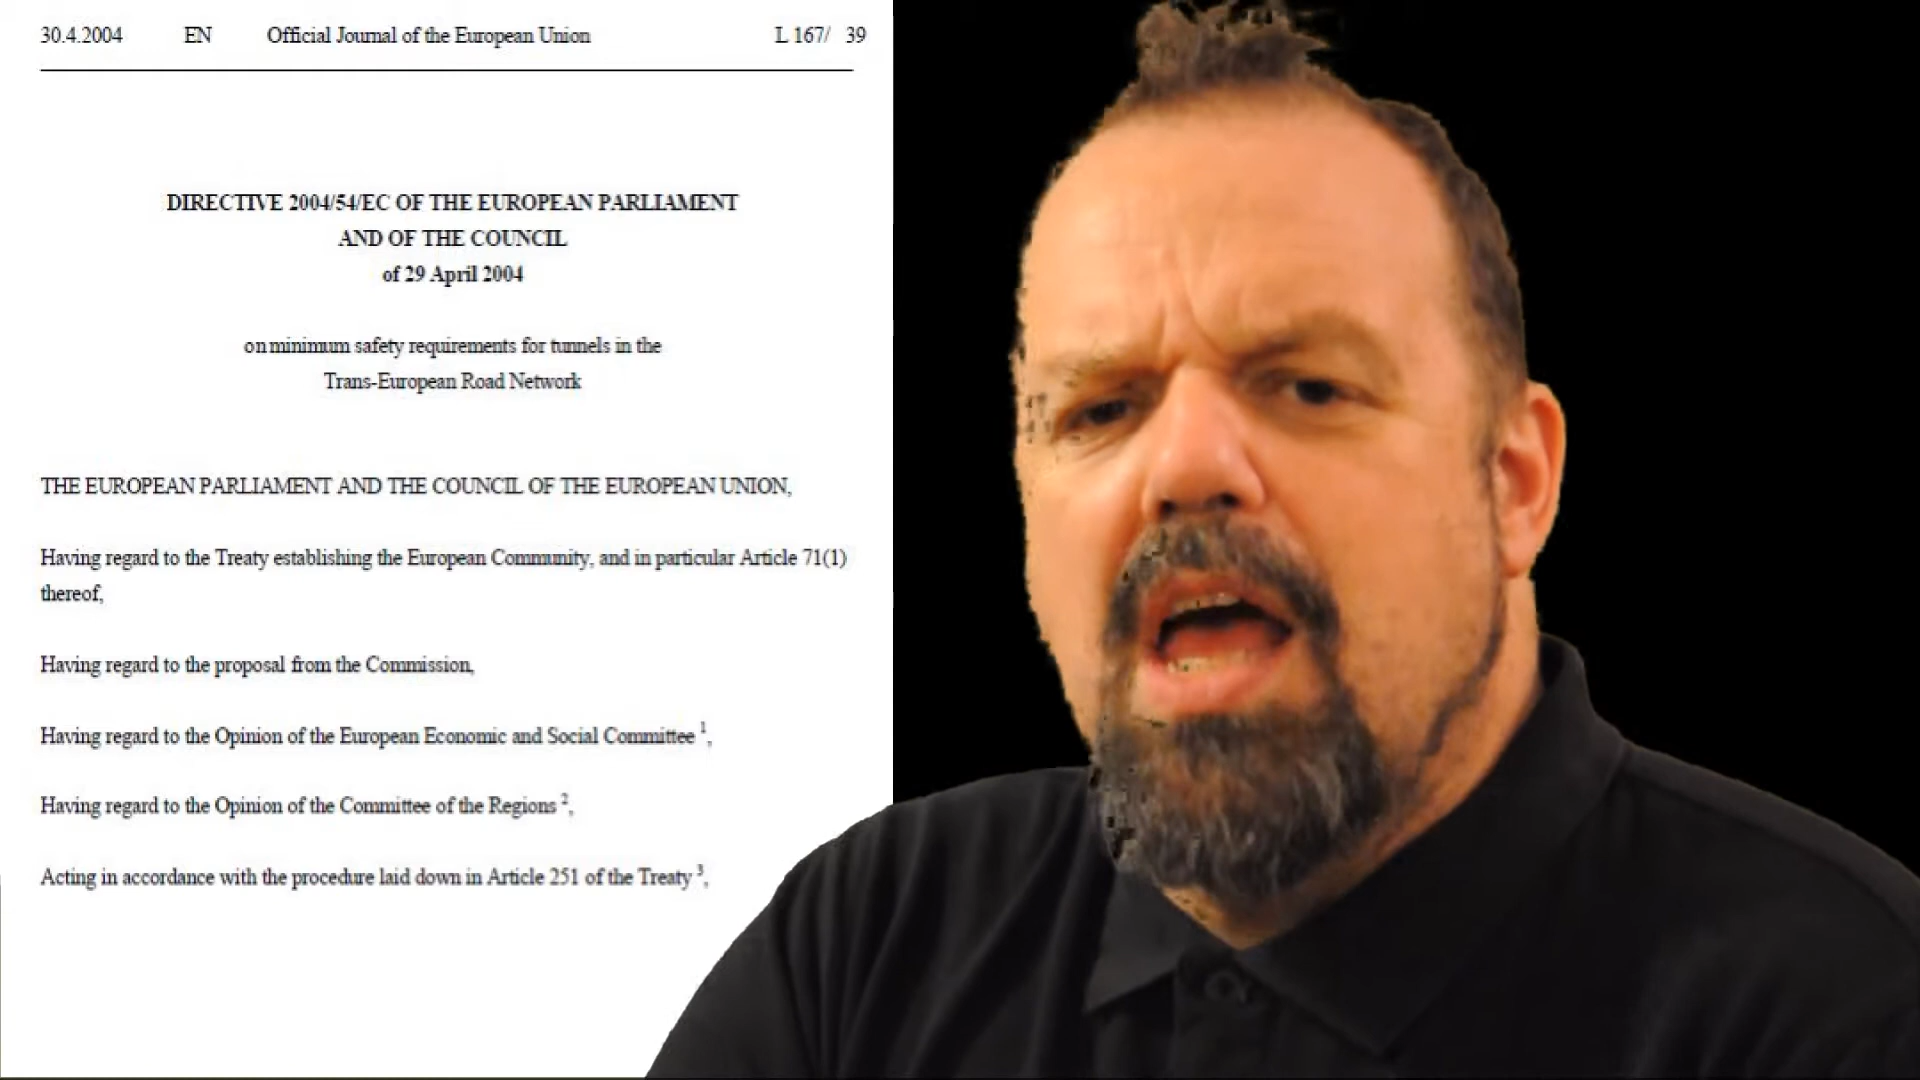 30.4.2004 EN Official Journal of the European Union L 167/ 39
DIRECTIVE 2004/54/EC OF THE EUROPEAN PARLIAMENT
AND OF THE COUNCIL
of 29 April 2004
on minimum safety requirements for tunnels in the
Trans-European Road Network
THE EUROPEAN PARLIAMENT AND THE COUNCIL OF THE EUROPEAN UNION,
Having regard to the Treaty establishing the European Community, and in particular Article 71(1)
thereof,
Having regard to the proposal from the Commission,
Having regard to the Opinion of the European Economic and Social Committee ¹,
Having regard to the Opinion of the Committee of the Regions ²,
Acting in accordance with the procedure laid down in Article 251 of the Treaty ³,